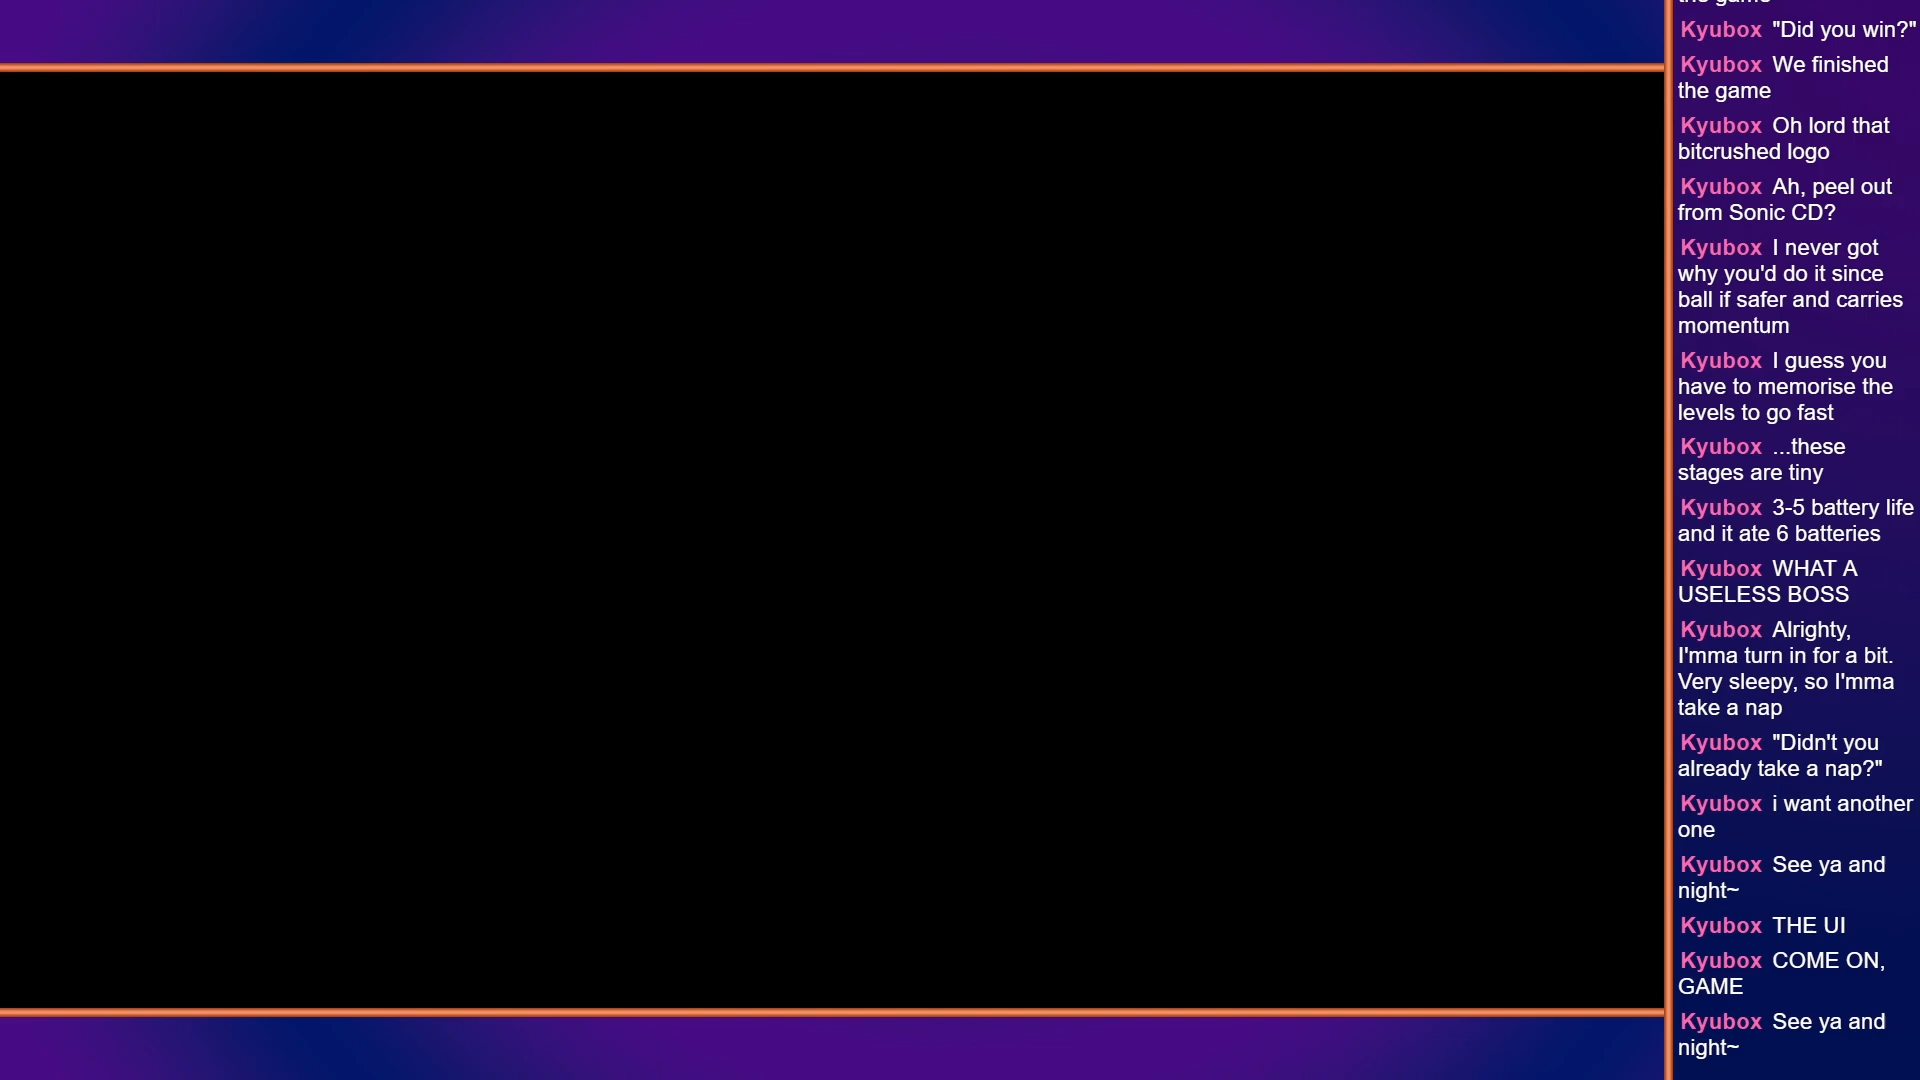 Kyubox "Did you win?"
Kyubox We finished
the game
Kyubox Oh lord that
bitcrushed logo
Kyubox Ah, peel out
from Sonic CD?
Kyubox I never got
why you'd do it since
ball if safer and carries
momentum
Kyubox I guess you
have to memorise the
levels to go fast
Kyubox ...these
stages are tiny
Kyubox 3-5 battery life
and it ate 6 batteries
Kyubox WHAT A
USELESS BOSS
Kyubox Alrighty,
I'mma turn in for a bit.
Very sleepy, so I'mma
take a nap
Kyubox "Didn't you
already take a nap?"
Kyubox i want another
one
Kyubox See ya and
night~
Kyubox THE UI
Kyubox COME ON,
GAME
Kyubox See ya and
night~